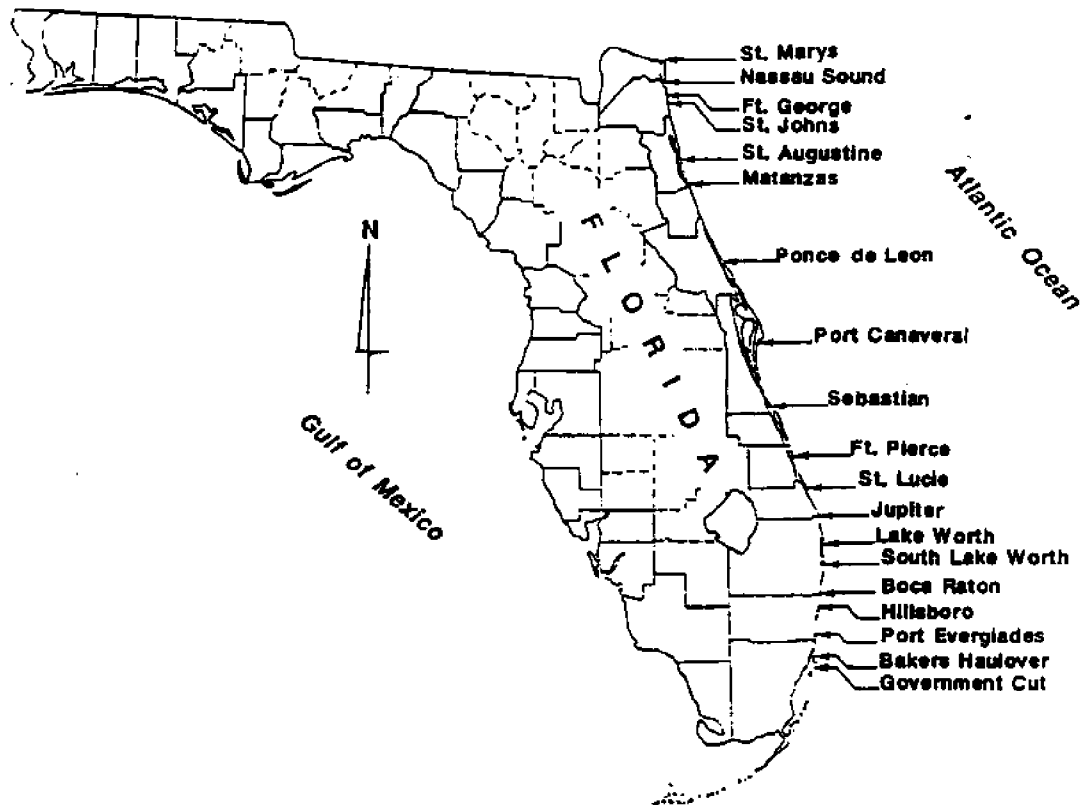 St. Marys
Nassau Sound
Ft. George
St. Johns
St. Augustine
Matanzas
Atlantic Ocean
N
FLORIDA
Ponce de Leon
Port Canaveral
Sebastian
Gulf of Mexico
Ft. Pierce
St. Lucie
Jupiter
Lake Worth
South Lake Worth
Boca Raton
Hillsboro
Port Everglades
Bakers Haulover
Government Cut